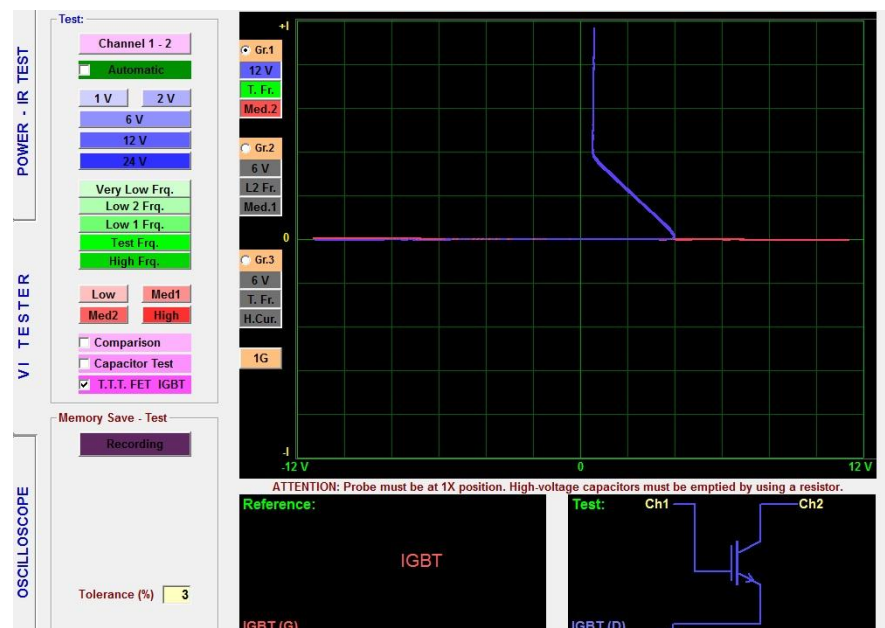 POWER - IR TEST
VI TESTER
OSCILLOSCOPE
Test:
Channel 1 - 2
Automatic
1 V
2 V
6 V
12 V
24 V
Very Low Frq.
Low 2 Frq.
Low 1 Frq.
Test Frq.
High Frq.
Low
Med1
Med2
High
Comparison
Capacitor Test
T.T.T. FET IGBT
Memory Save - Test
Recording
Tolerance (%) 3
+I
Gr.1
12 V
T. Fr.
Med.2
Gr.2
6 V
L2 Fr.
Med.1
0
Gr.3
6 V
T. Fr.
H.Cur.
1G
-I
-12 V
0
12 V
ATTENTION: Probe must be at 1X position. High-voltage capacitors must be emptied by using a resistor.
Reference:
IGBT
IGBT (G)
Test:
Ch1
Ch2
IGBT (D)